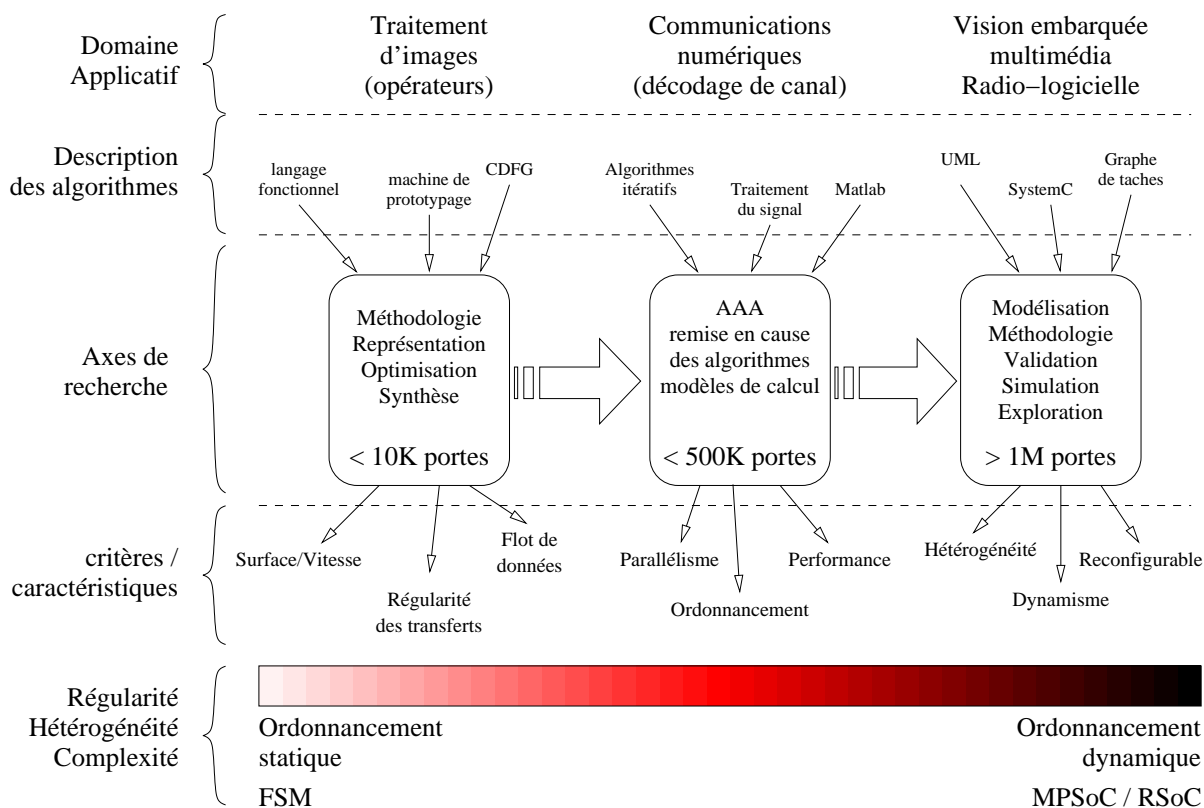 Domaine
Applicatif
Traitement
d'images
(opérateurs)
Communications
numériques
(décodage de canal)
Vision embarquée
multimédia
Radio−logicielle
Description
des algorithmes
langage
fonctionnel
machine de
prototypage
CDFG
Algorithmes
itératifs
Traitement
du signal
Matlab
UML
SystemC
Graphe
de taches
Axes de
recherche
Méthodologie
Représentation
Optimisation
Synthèse
< 10K portes
AAA
remise en cause
des algorithmes
modèles de calcul
< 500K portes
Modélisation
Méthodologie
Validation
Simulation
Exploration
> 1M portes
critères /
caractéristiques
Surface/Vitesse
Régularité
des transferts
Flot de
données
Parallélisme
Ordonnancement
Performance
Hétérogénéité
Dynamisme
Reconfigurable
Régularité
Hétérogénéité
Complexité
Ordonnancement
statique
FSM
Ordonnancement
dynamique
MPSoC / RSoC